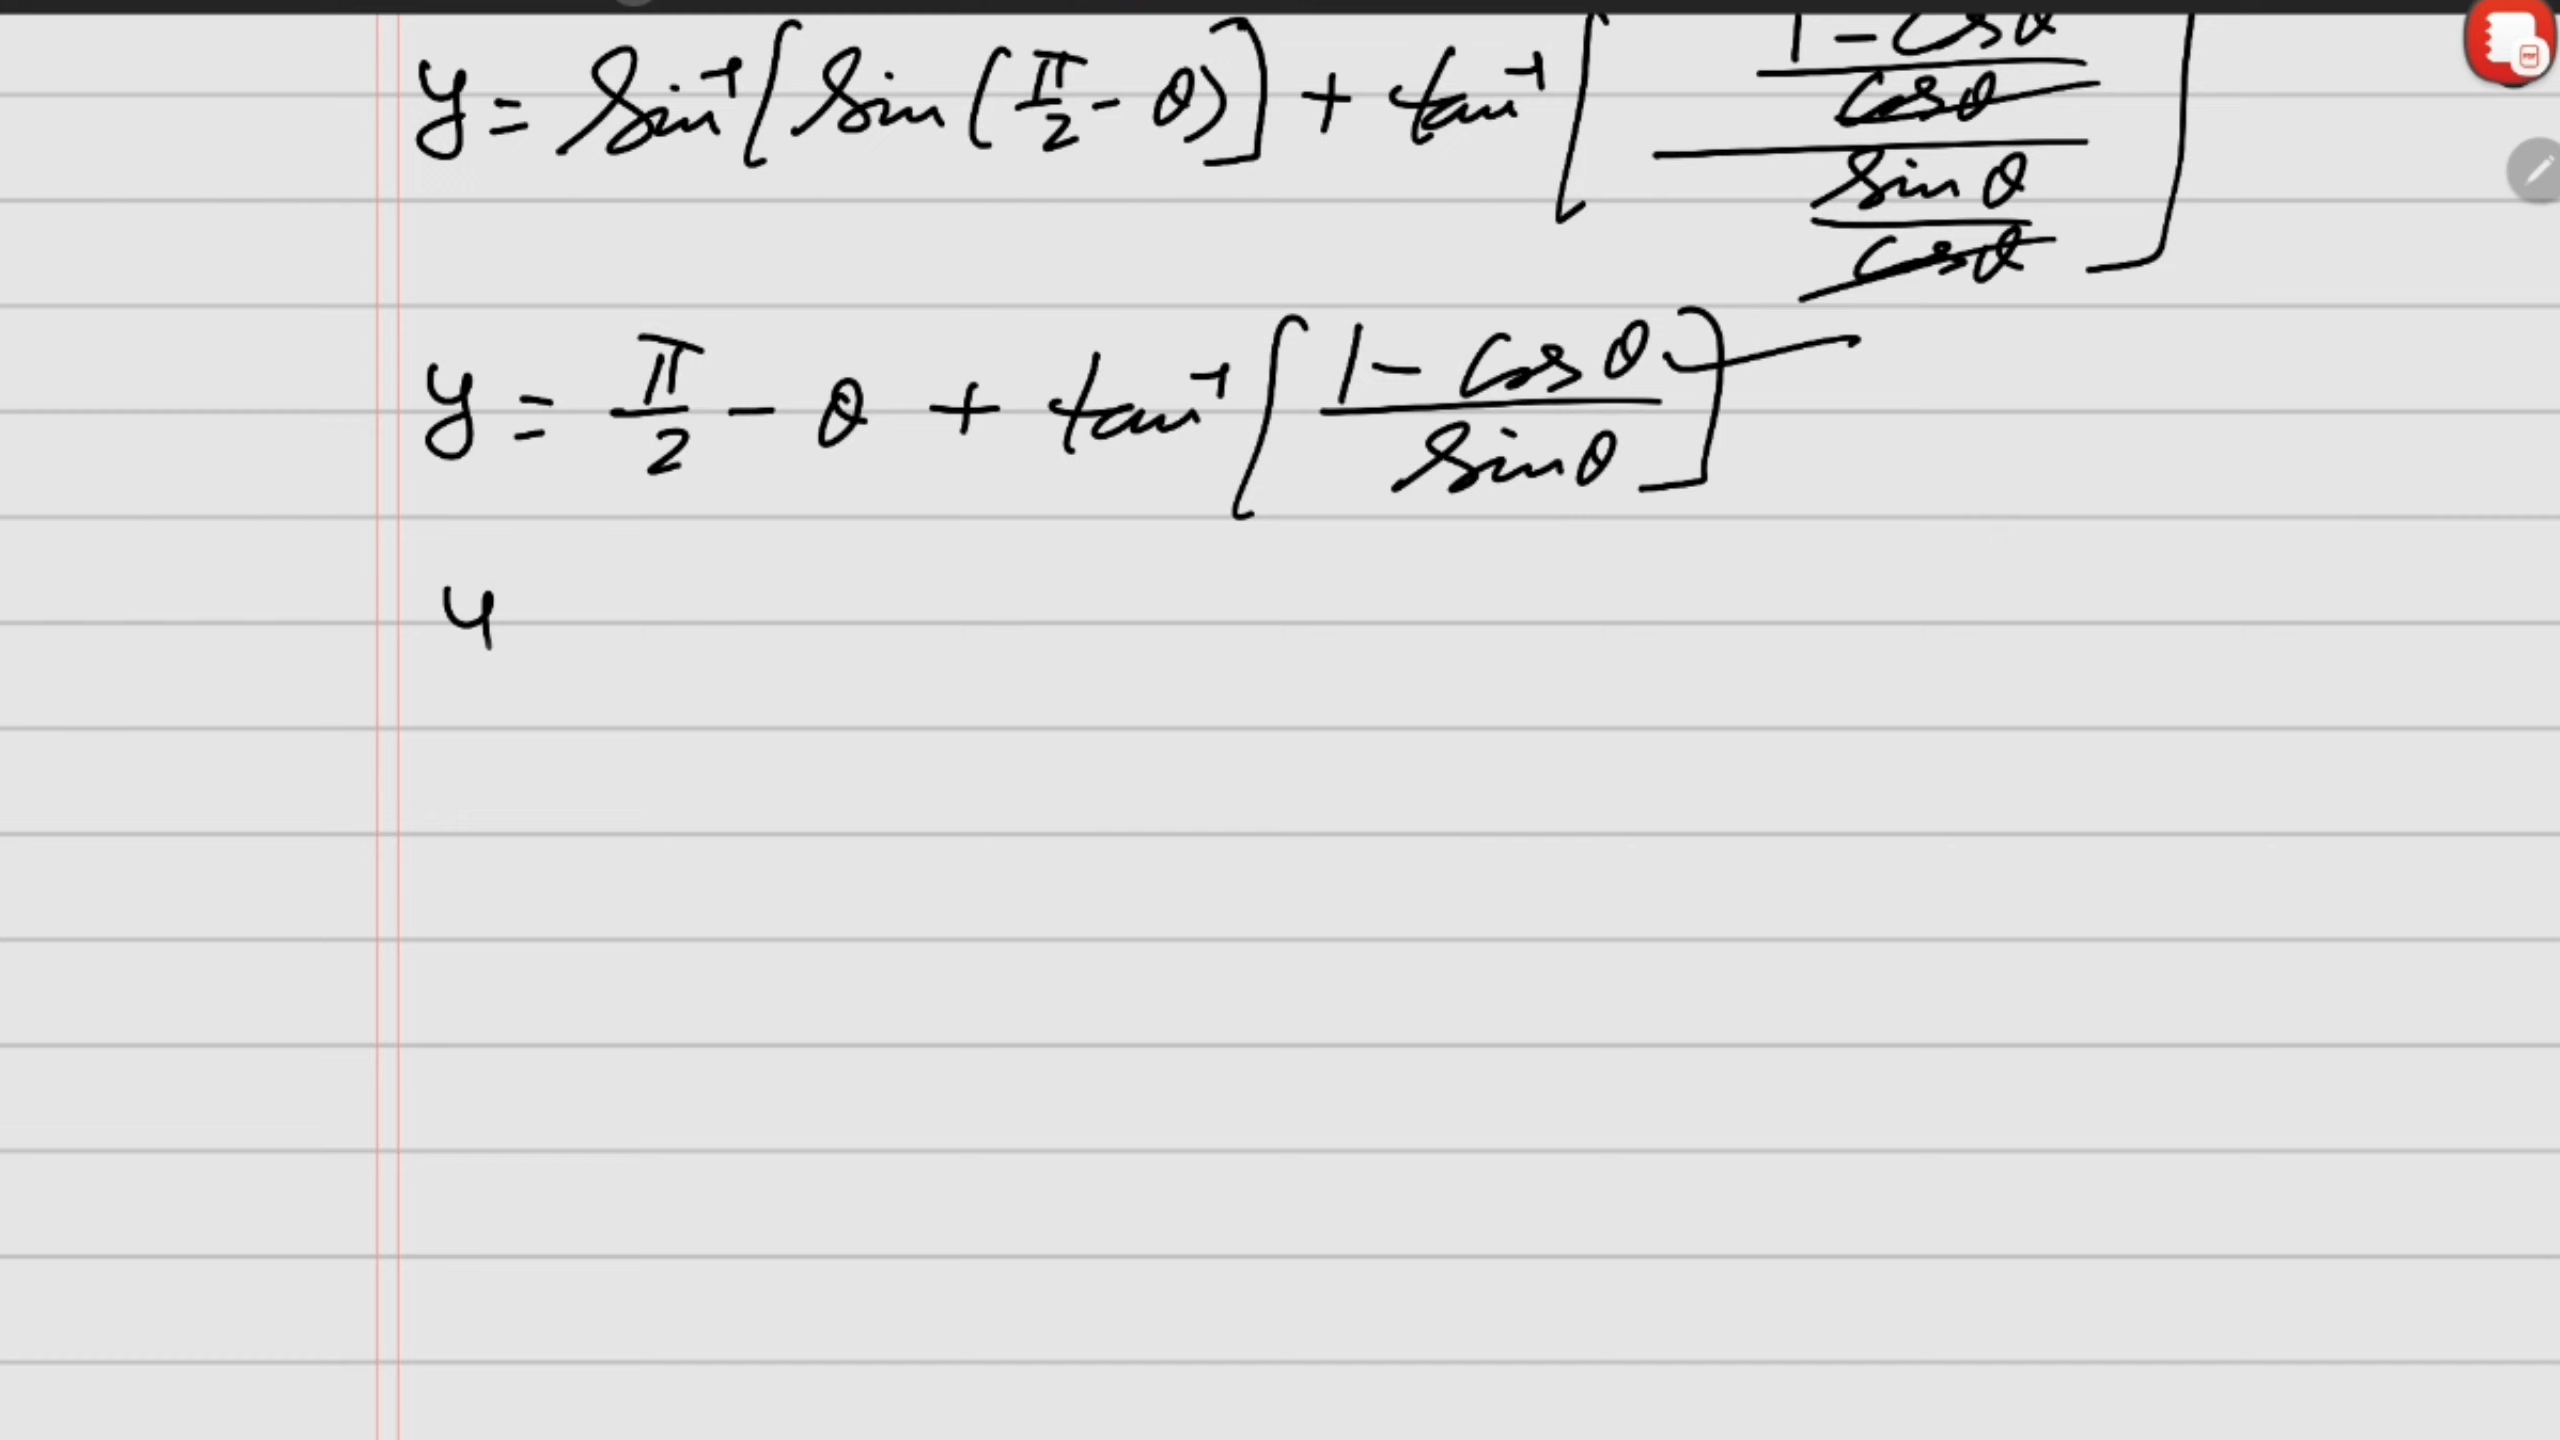 y = sin⁻¹[sin(π/2 - θ)] + tan⁻¹[((1 - cosθ)/cosθ)/(sinθ/cosθ)]
y = π/2 - θ + tan⁻¹[(1 - cosθ)/sinθ]
y